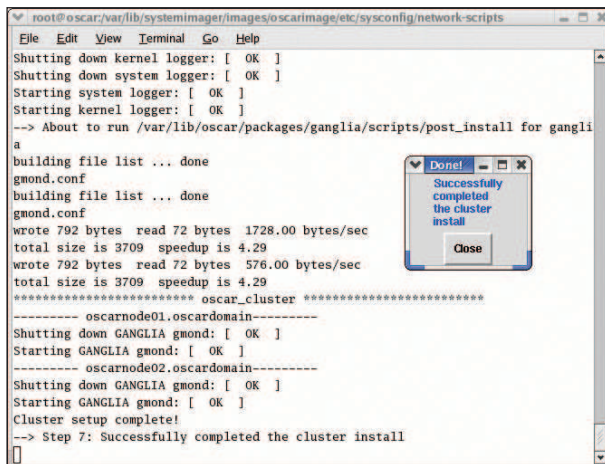 root@oscar:/var/lib/systemimager/images/oscarimage/etc/sysconfig/network-scripts
File Edit View Terminal Go Help
Shutting down kernel logger: [ OK ]
Shutting down system logger: [ OK ]
Starting system logger: [ OK ]
Starting kernel logger: [ OK ]
--> About to run /var/lib/oscar/packages/ganglia/scripts/post_install for gangli
a
building file list ... done
gmond.conf
building file list ... done
gmond.conf
wrote 792 bytes read 72 bytes 1728.00 bytes/sec
total size is 3709 speedup is 4.29
wrote 792 bytes read 72 bytes 576.00 bytes/sec
total size is 3709 speedup is 4.29
************************* oscar_cluster *************************
--------- oscarnode01.oscardomain---------
Shutting down GANGLIA gmond: [ OK ]
Starting GANGLIA gmond: [ OK ]
--------- oscarnode02.oscardomain---------
Shutting down GANGLIA gmond: [ OK ]
Starting GANGLIA gmond: [ OK ]
Cluster setup complete!
--> Step 7: Successfully completed the cluster install
Done!
Successfully
completed
the cluster
install
Close